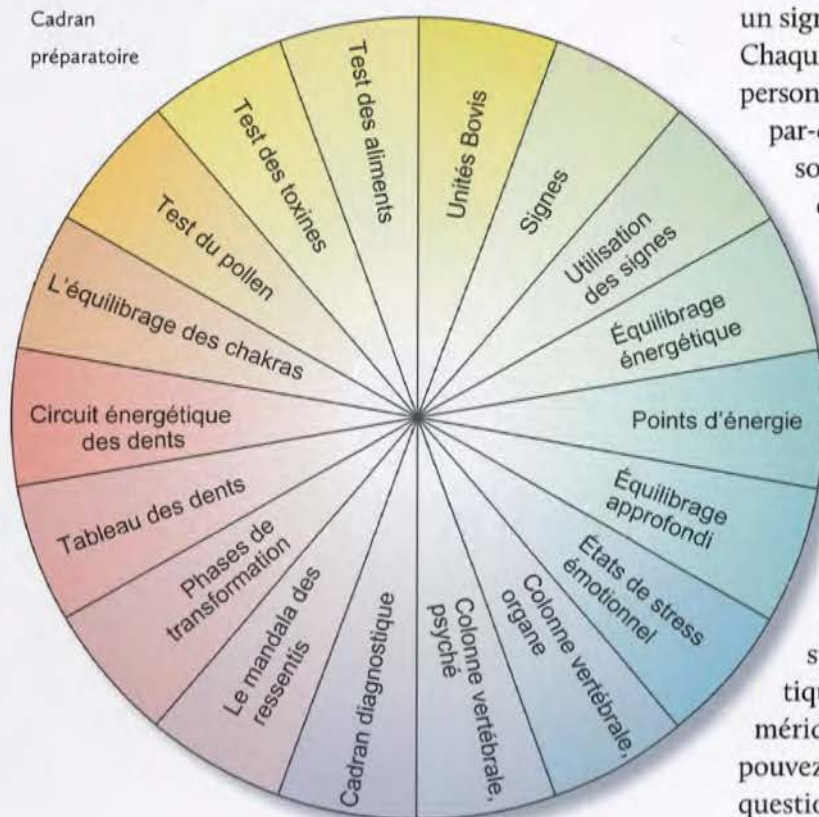 Cadran
préparatoire
Unités Bovis
Signes
Utilisation
des signes
Équilibrage
énergétique
Points d'énergie
Équilibrage
approfondi
États de stress
émotionnel
Colonne vertébrale,
organe
Colonne vertébrale,
psyché
Cadran diagnostique
Le mandala des
ressentis
Phases de
transformation
Tableau des dents
Circuit énergétique
des dents
L'équilibrage des chakras
Test du pollen
Test des toxines
Test des aliments
un sign
Chaqu
person
par-
so
s
tiqu
méric
pouvez
question